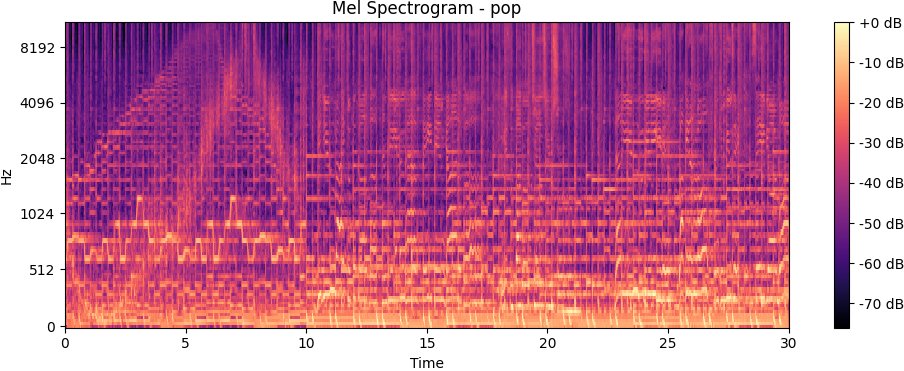 Mel Spectrogram - pop
Hz
8192
4096
2048
1024
512
0
0 5 10 15 20 25 30
Time
+0 dB
-10 dB
-20 dB
-30 dB
-40 dB
-50 dB
-60 dB
-70 dB